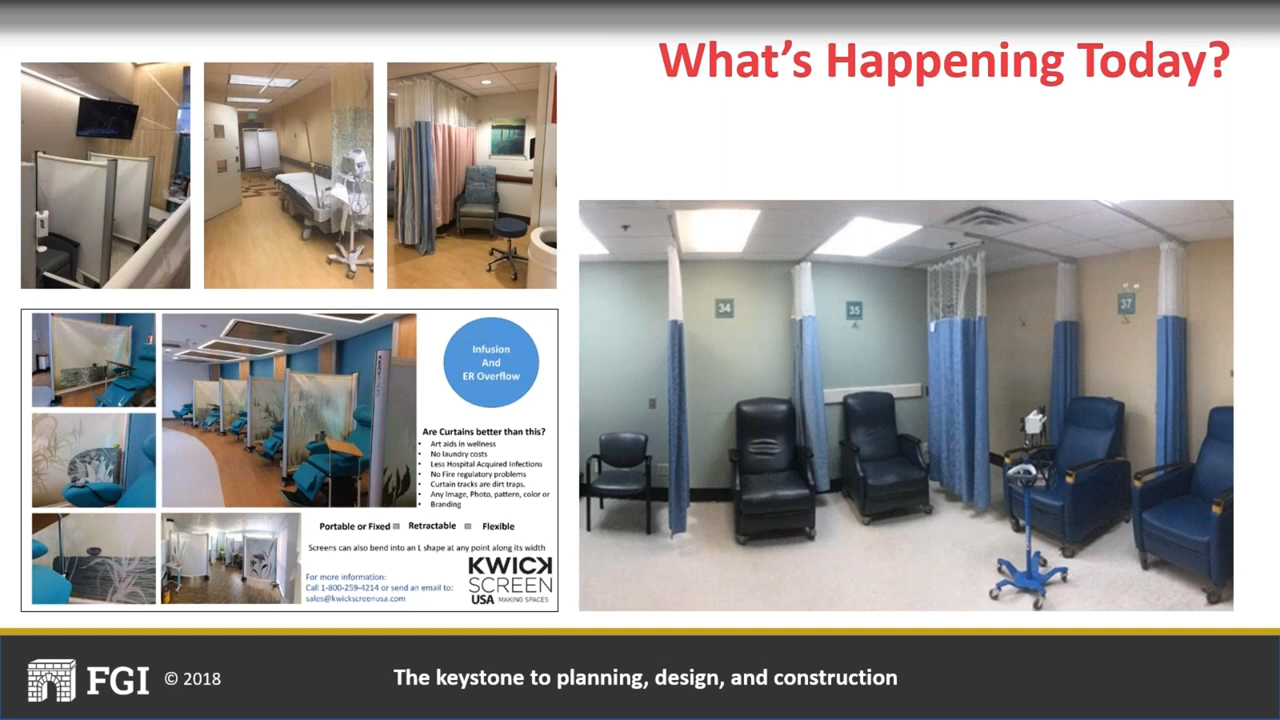 What's Happening Today?
34
35
37
Infusion
And
ER Overflow
Are Curtains better than this?
• Art aids in wellness
• No laundry costs
• Less Hospital Acquired Infections
• No Fire regulatory problems
• Curtain tracks are dirt traps.
• Any Image, Photo, pattern, color or
• Branding
Portable or Fixed Retractable Flexible
Screens can also bend into an L shape at any point along its width
For more information:
Call 1-800-259-4214 or send an email to:
sales@kwickscreenusa.com
KWICK
SCREEN
USA MAKING SPACES
FGI © 2018
The keystone to planning, design, and construction